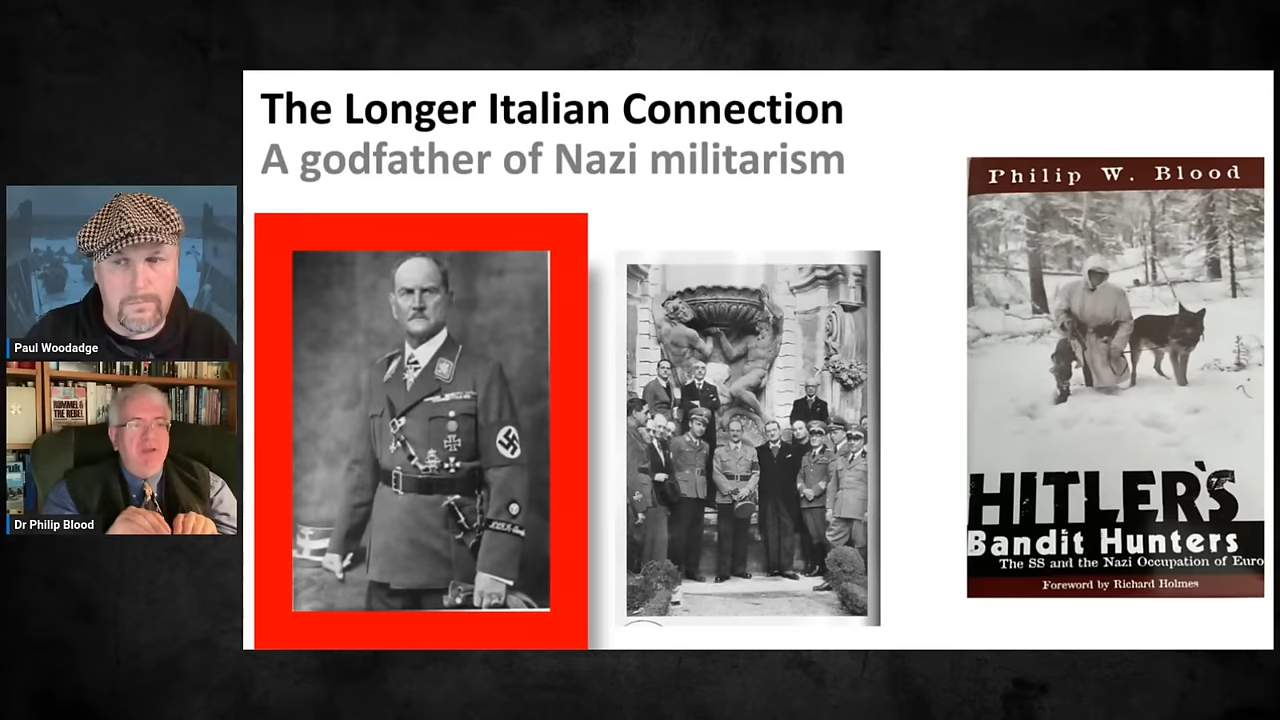 The Longer Italian Connection
A godfather of Nazi militarism
Philip W. Blood
HITLER'S
Bandit Hunters
The SS and the Nazi Occupation of Euro
Foreword by Richard Holmes
Paul Woodadge
ROMMEL &
THE REBEL
Dr Philip Blood